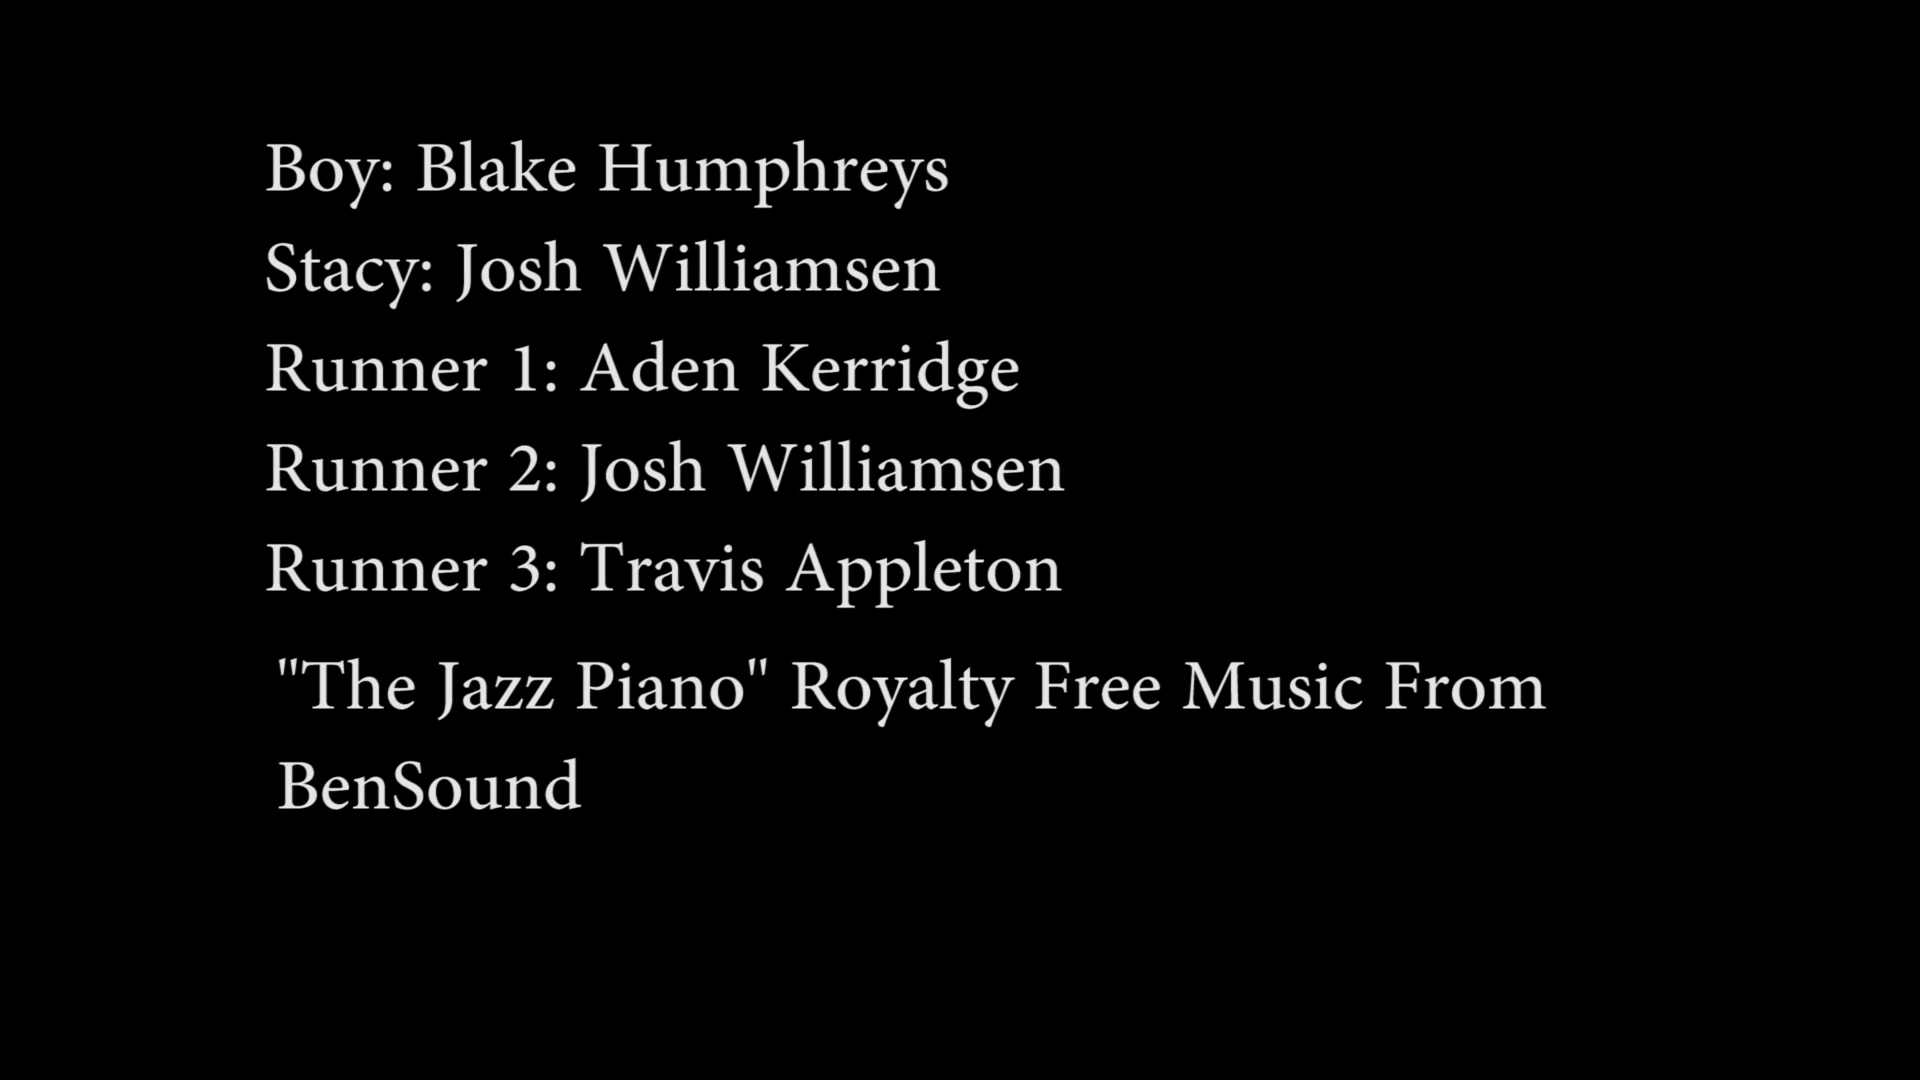 Boy: Blake Humphreys
Stacy: Josh Williamsen
Runner 1: Aden Kerridge
Runner 2: Josh Williamsen
Runner 3: Travis Appleton
"The Jazz Piano" Royalty Free Music From
BenSound